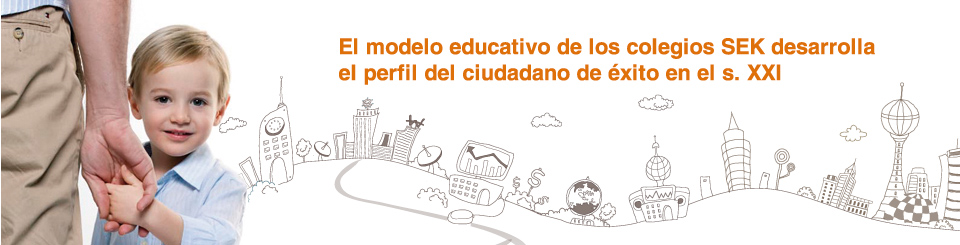 El modelo educativo de los colegios SEK desarrolla
el perfil del ciudadano de éxito en el s. XXI